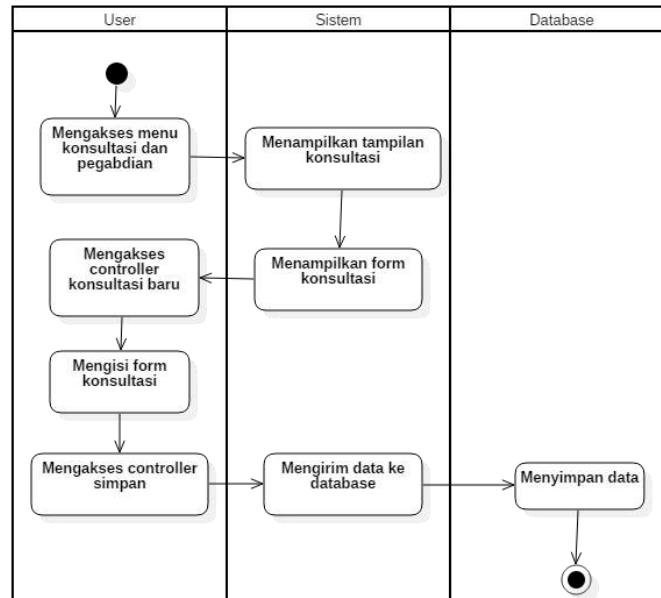 User
Sistem
Database
Mengakses menu
konsultasi dan
pegabdian
Menampilkan tampilan
konsultasi
Menampilkan form
konsultasi
Mengakses
controller
konsultasi baru
Mengisi form
konsultasi
Mengakses controller
simpan
Mengirim data ke
database
Menyimpan data